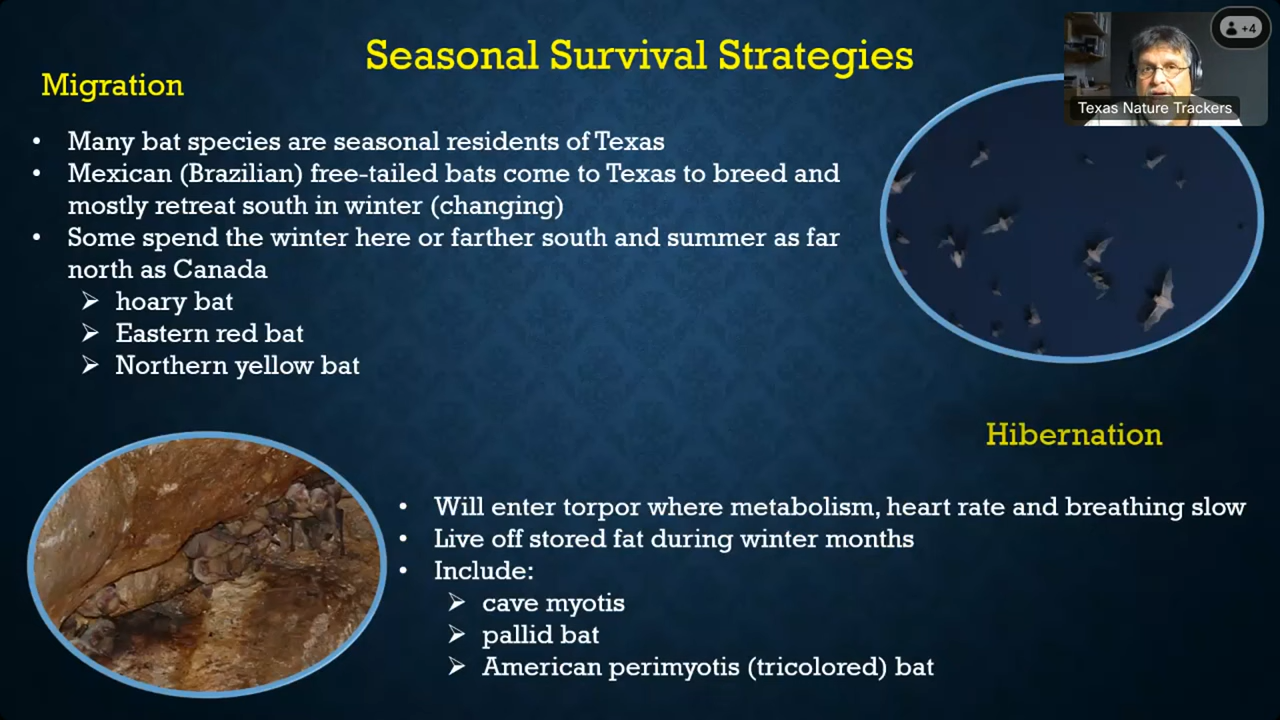 Seasonal Survival Strategies
+4
Texas Nature Trackers
Migration
• Many bat species are seasonal residents of Texas
• Mexican (Brazilian) free-tailed bats come to Texas to breed and
mostly retreat south in winter (changing)
• Some spend the winter here or farther south and summer as far
north as Canada
➢ hoary bat
➢ Eastern red bat
➢ Northern yellow bat
Hibernation
• Will enter torpor where metabolism, heart rate and breathing slow
• Live off stored fat during winter months
• Include:
➢ cave myotis
➢ pallid bat
➢ American perimyotis (tricolored) bat